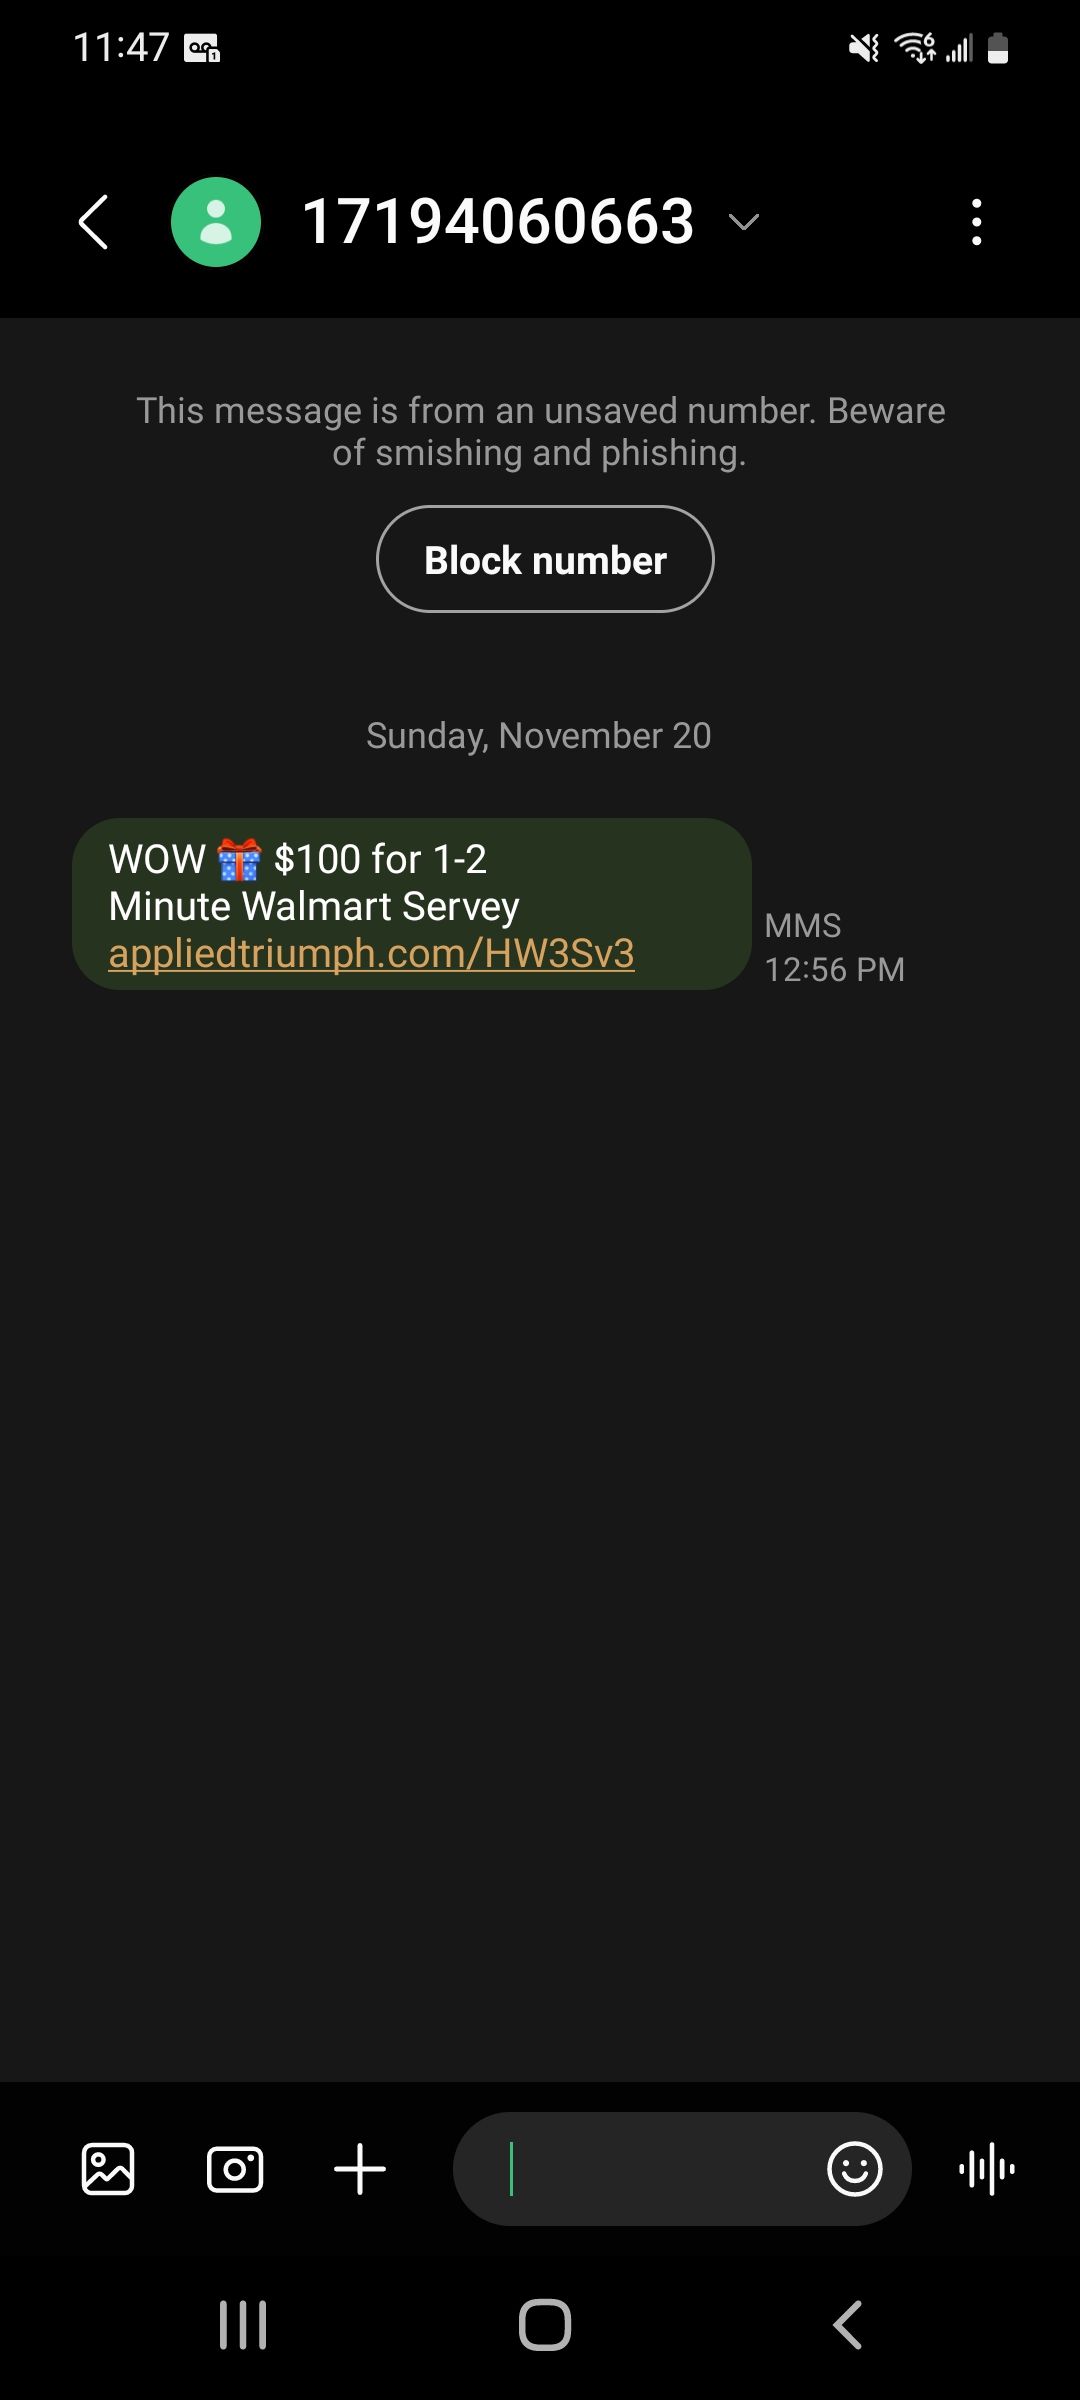 11:47
17194060663
This message is from an unsaved number. Beware
of smishing and phishing.
Block number
Sunday, November 20
WOW 🎁 $100 for 1-2
Minute Walmart Servey
appliedtriumph.com/HW3Sv3
MMS
12:56 PM